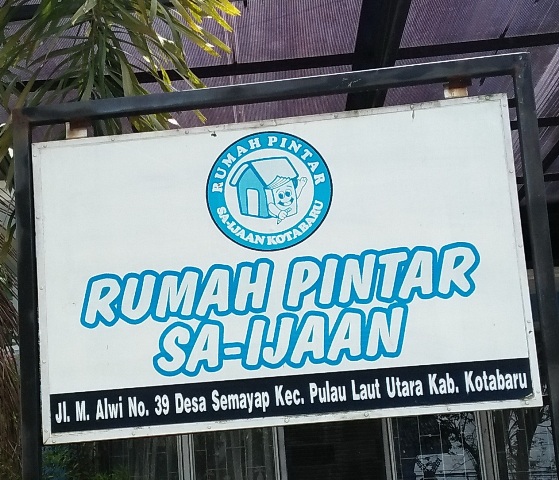 RUMAH PINTAR
SA-IJAAN KOTABARU
RUMAH PINTAR
SA-IJAAN
Jl. M. Alwi No. 39 Desa Semayap Kec. Pulau Laut Utara Kab. Kotabaru